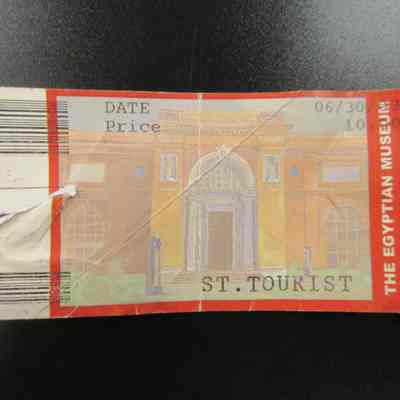 DATE 06/30
Price 10
ST.TOURIST
THE EGYPTIAN MUSEUM